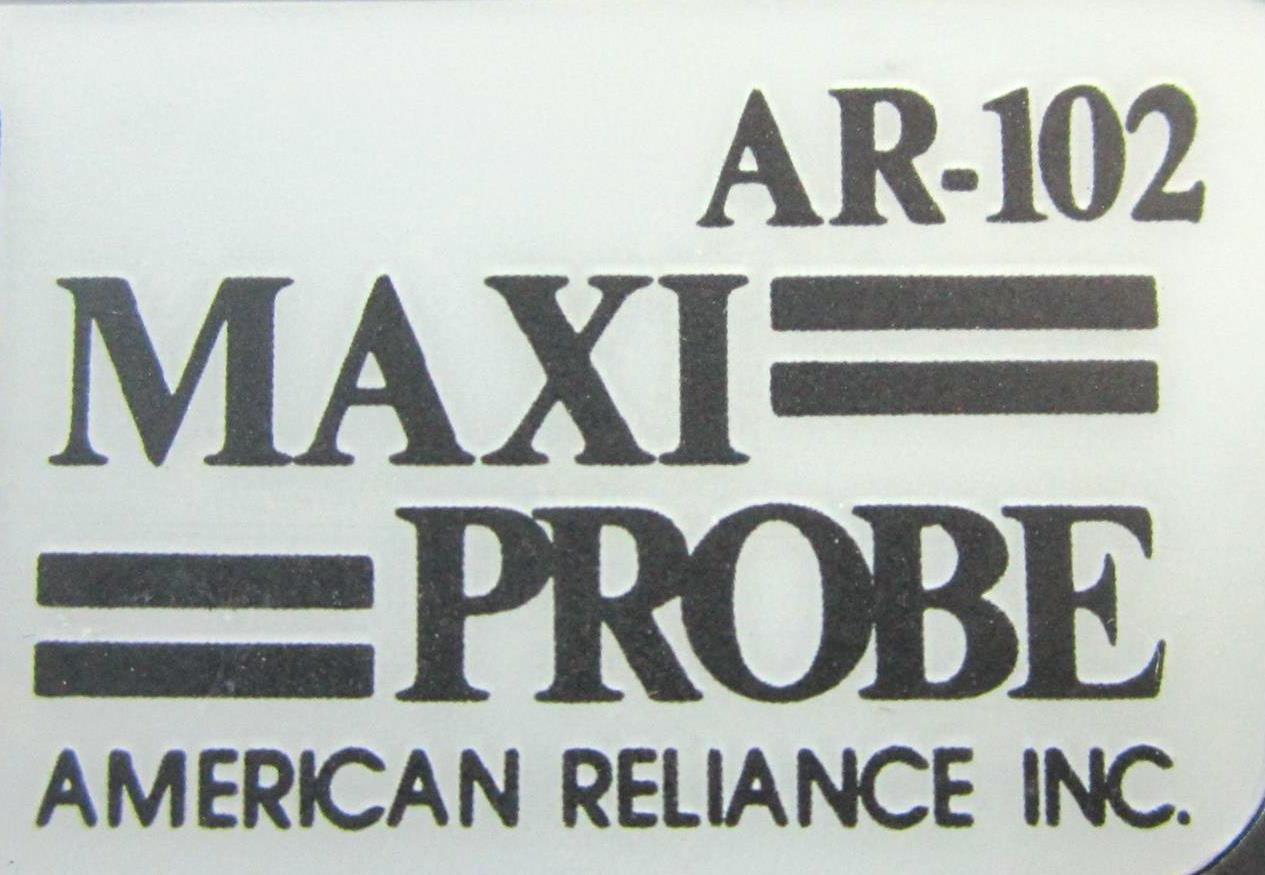 AR-102
MAXI
PROBE
AMERICAN RELIANCE INC.